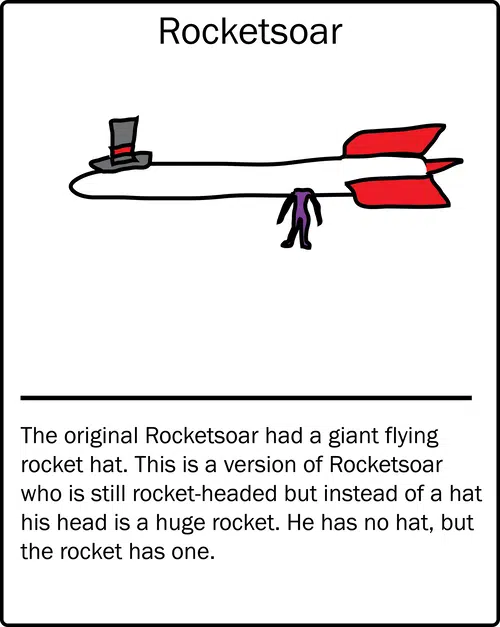 Rocketsoar
The original Rocketsoar had a giant flying
rocket hat. This is a version of Rocketsoar
who is still rocket-headed but instead of a hat
his head is a huge rocket. He has no hat, but
the rocket has one.